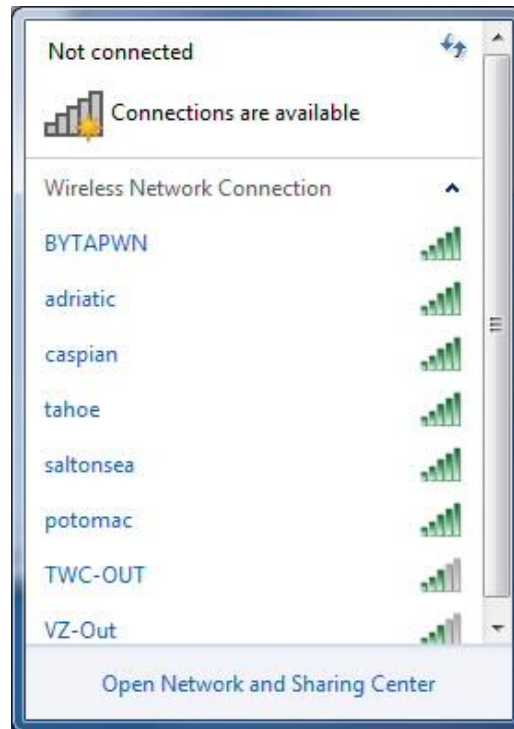 Not connected
Connections are available
Wireless Network Connection
BYTAPWN
adriatic
caspian
tahoe
saltonsea
potomac
TWC-OUT
VZ-Out
Open Network and Sharing Center